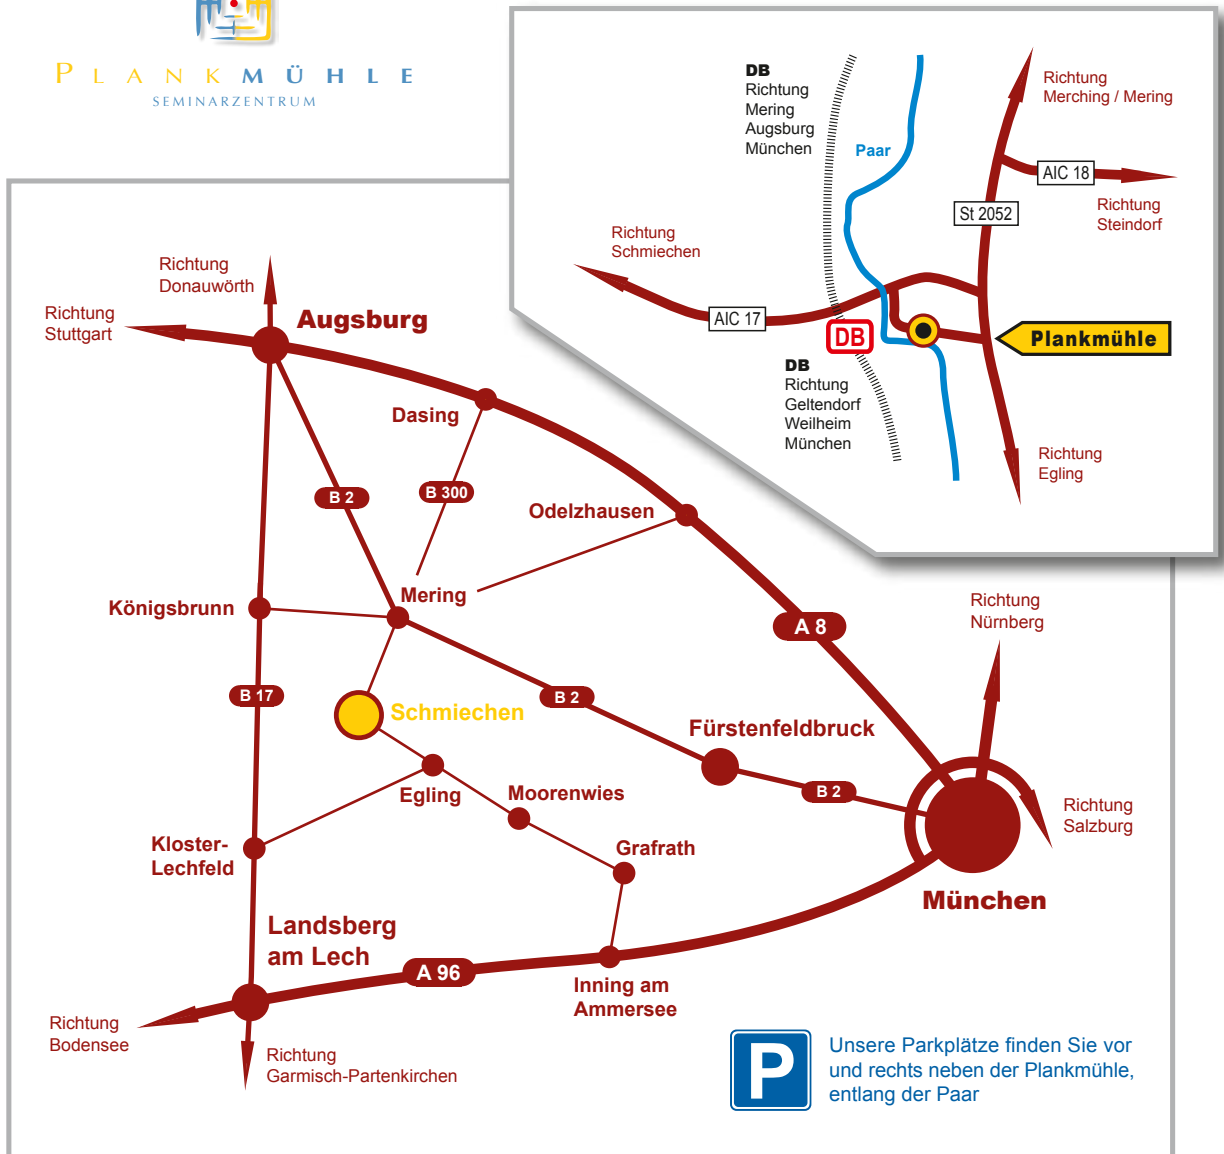 PLANKMÜHLE
SEMINARZENTRUM
DB
Richtung
Mering
Augsburg
München
Paar
Richtung
Merching / Mering
AIC 18
Richtung
Steindorf
St 2052
Richtung
Schmiechen
AIC 17
DB
Plankmühle
DB
Richtung
Geltendorf
Weilheim
München
Richtung
Egling
Richtung
Donauwörth
Richtung
Stuttgart
Augsburg
Dasing
B 2
B 300
Odelzhausen
Mering
Königsbrunn
A 8
Richtung
Nürnberg
B 17
Schmiechen
B 2
Fürstenfeldbruck
Egling
Moorenwies
B 2
Richtung
Salzburg
Kloster-
Lechfeld
Grafrath
München
Landsberg
am Lech
A 96
Inning am
Ammersee
Richtung
Bodensee
Richtung
Garmisch-Partenkirchen
P
Unsere Parkplätze finden Sie vor
und rechts neben der Plankmühle,
entlang der Paar